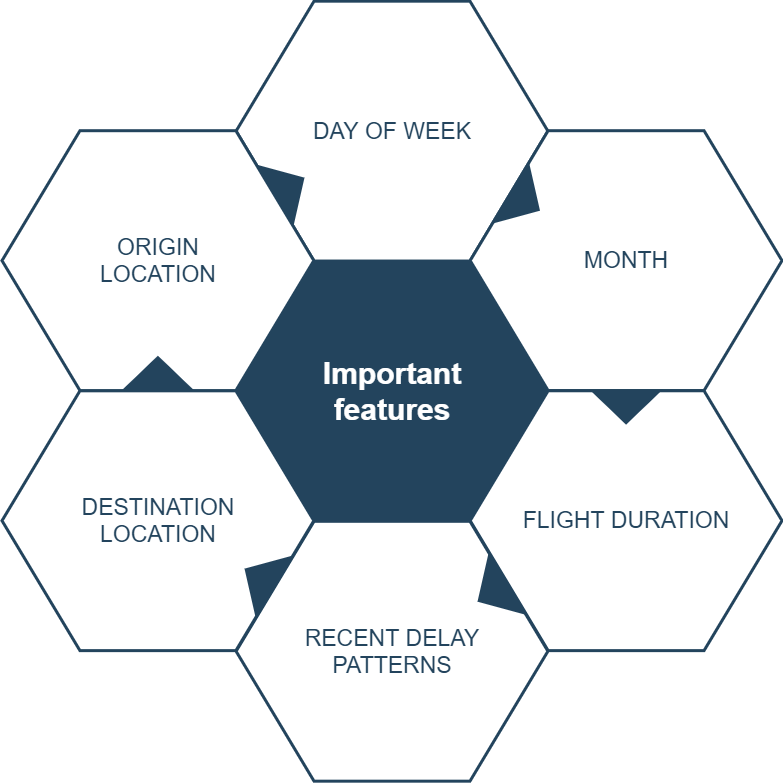 DAY OF WEEK
ORIGIN
LOCATION
MONTH
Important
features
DESTINATION
LOCATION
FLIGHT DURATION
RECENT DELAY
PATTERNS